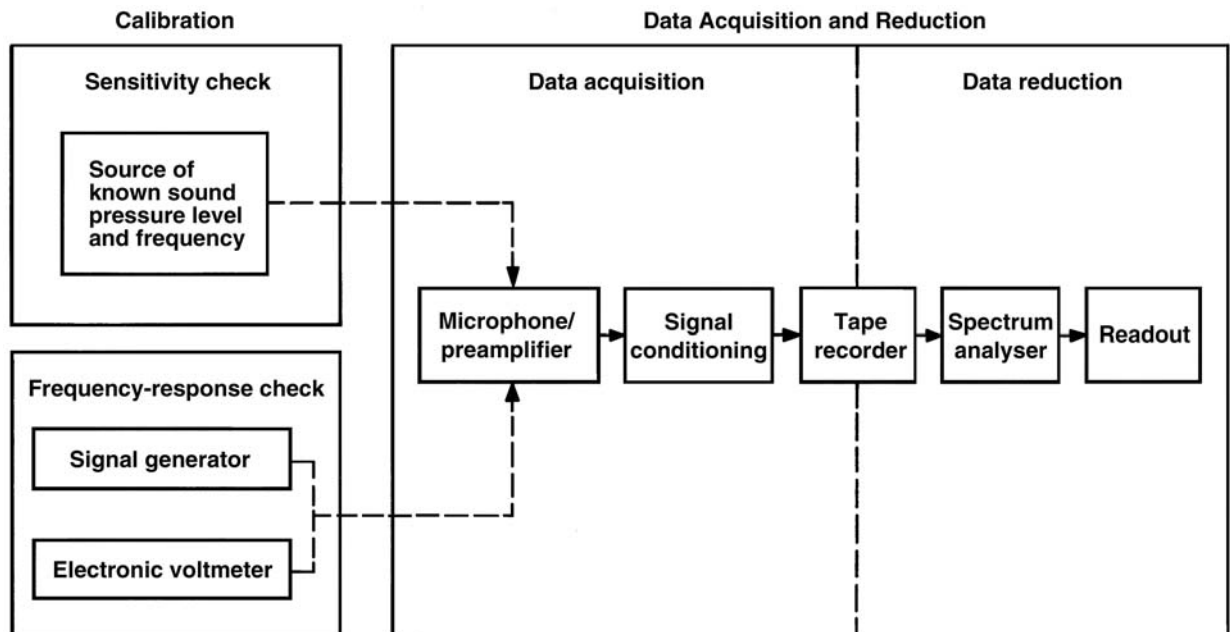 Calibration
Data Acquisition and Reduction
Sensitivity check
Source of
known sound
pressure level
and frequency
Frequency-response check
Signal generator
Electronic voltmeter
Data acquisition
Data reduction
Microphone/
preamplifier
Signal
conditioning
Tape
recorder
Spectrum
analyser
Readout